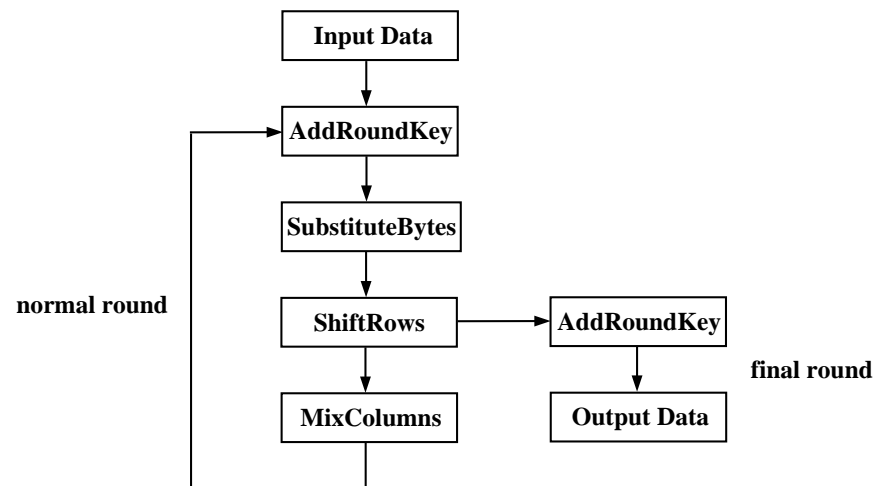 Input Data
AddRoundKey
SubstituteBytes
normal round
ShiftRows
AddRoundKey
final round
MixColumns
Output Data